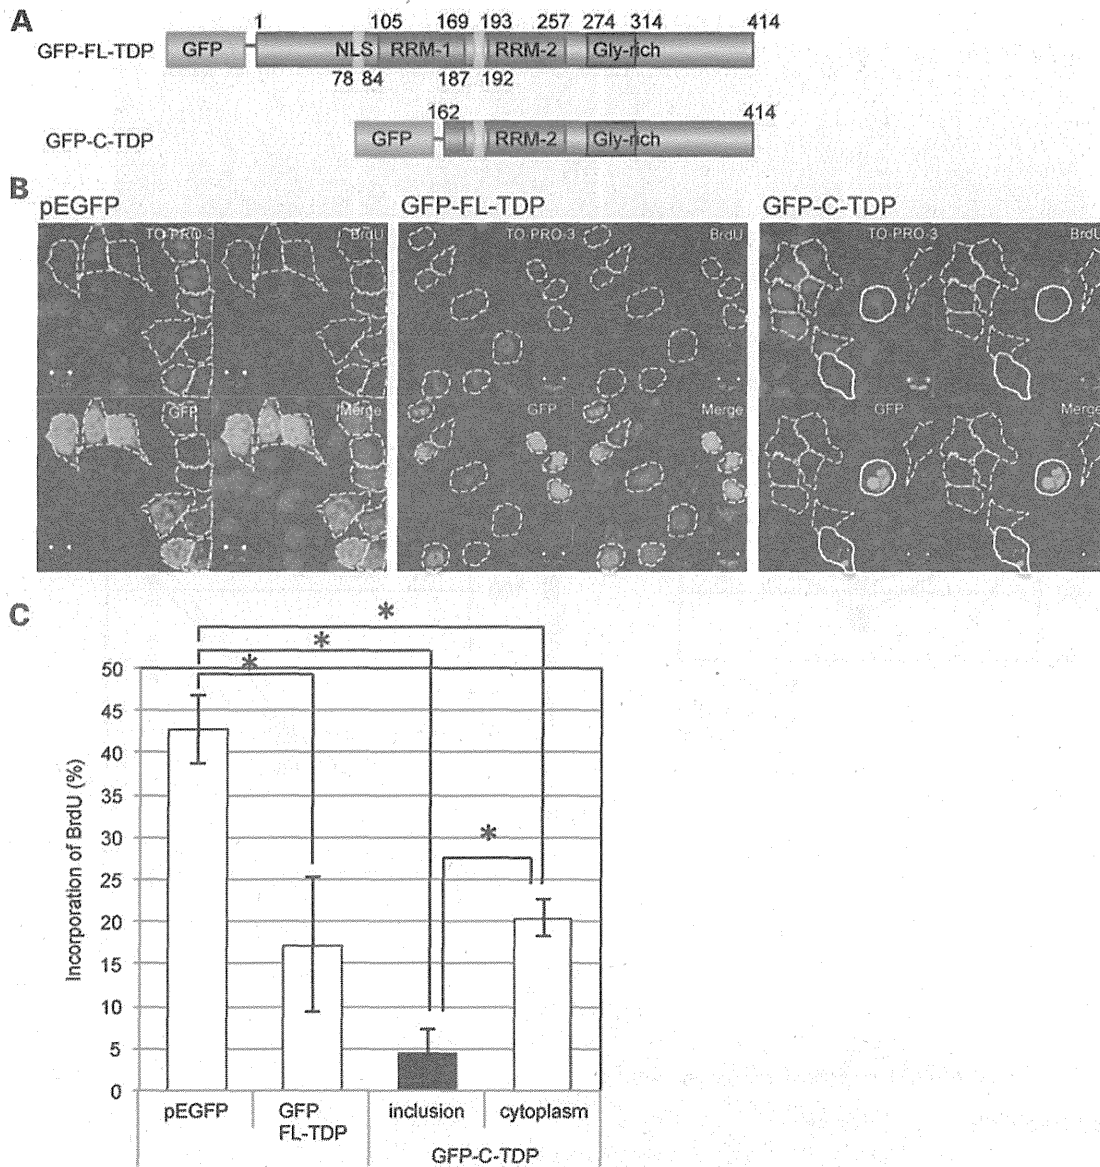 A
1 105 169 193 257 274 314 414
GFP-FL-TDP GFP NLS RRM-1 RRM-2 Gly-rich
78 84 187 192
162 414
GFP-C-TDP GFP RRM-2 Gly-rich
B
pEGFP GFP-FL-TDP GFP-C-TDP
TO-PRO-3 BrdU TO-PRO-3 BrdU TO-PRO-3 BrdU
GFP Merge GFP Merge GFP Merge
C
*
*
*
*
50
45
40
35
30
25
20
15
10
5
0
Incorporation of BrdU (%)
pEGFP GFP inclusion cytoplasm
FL-TDP
GFP-C-TDP